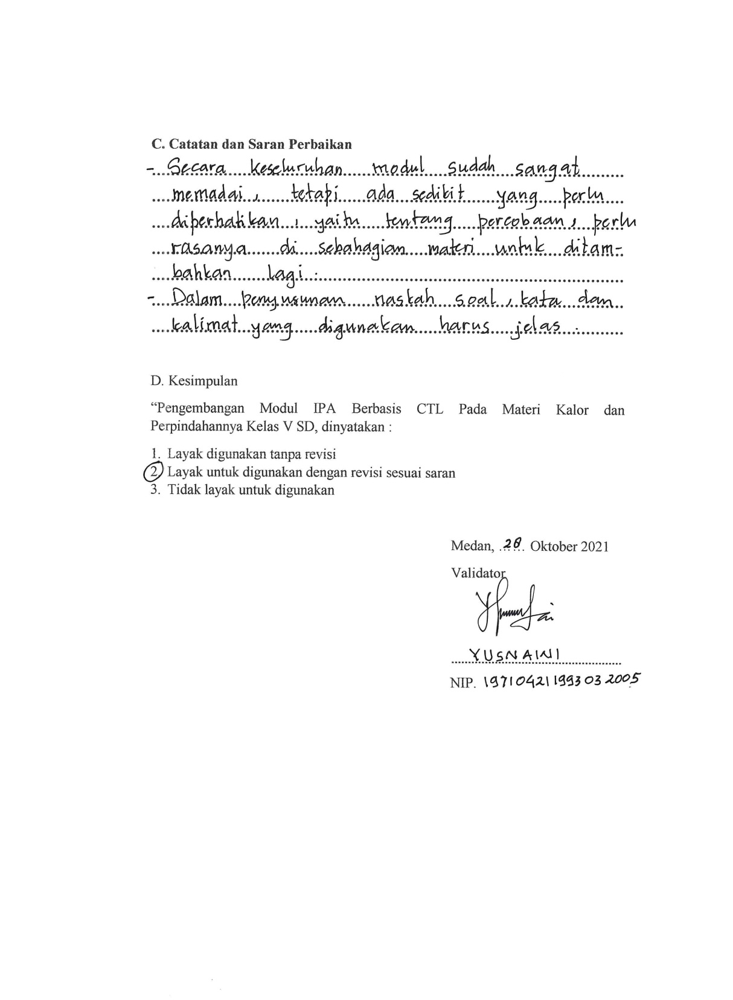 C. Catatan dan Saran Perbaikan
- Secara keseluruhan modul sudah sangat
memadai, tetapi ada sedikit yang perlu
diperhatikan, yaitu tentang percobaan, perlu
rasanya di sebahagian materi untuk ditam-
bahkan lagi.
- Dalam penyusunan naskah soal, kata dan
kalimat yang digunakan harus jelas.
D. Kesimpulan
“Pengembangan Modul IPA Berbasis CTL Pada Materi Kalor dan
Perpindahannya Kelas V SD, dinyatakan :
1. Layak digunakan tanpa revisi
2. Layak untuk digunakan dengan revisi sesuai saran
3. Tidak layak untuk digunakan
Medan, 28 Oktober 2021
Validator
YUSNAINI
NIP. 197104211993032005